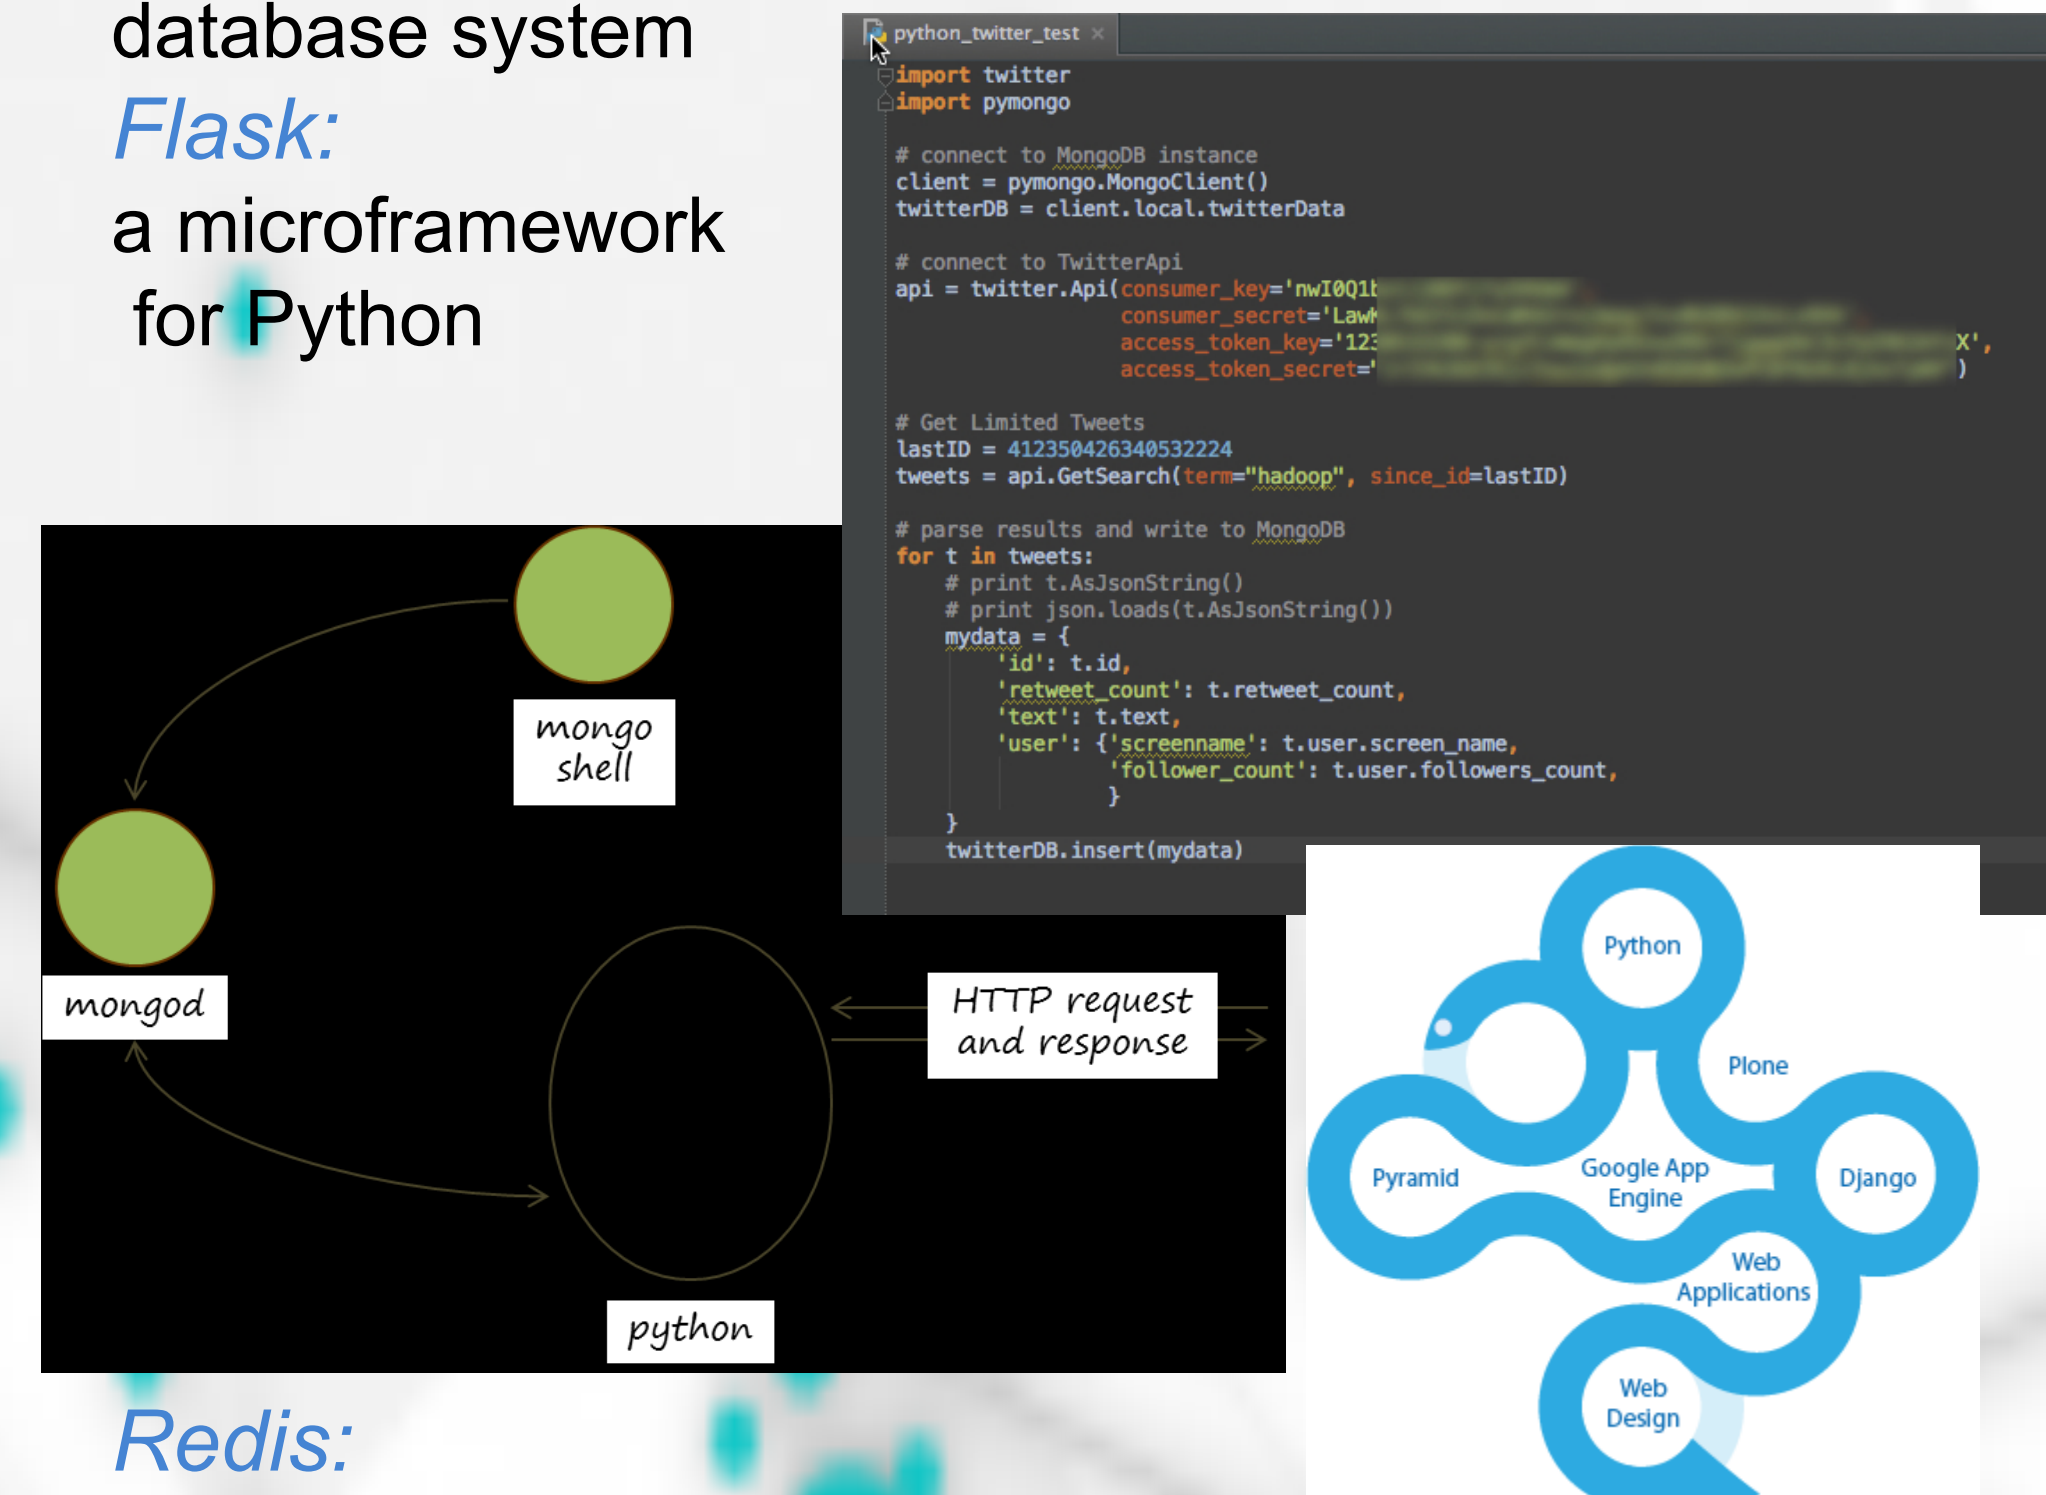 database system
Flask:
a microframework
for Python
python_twitter_test
import twitter
import pymongo
# connect to MongoDB instance
client = pymongo.MongoClient()
twitterDB = client.local.twitterData
# connect to TwitterApi
api = twitter.Api(consumer_key='nwI0Q1b
consumer_secret='LawK
access_token_key='123 X',
access_token_secret=' )
# Get Limited Tweets
lastID = 412350426340532224
tweets = api.GetSearch(term="hadoop", since_id=lastID)
# parse results and write to MongoDB
for t in tweets:
# print t.AsJsonString()
# print json.loads(t.AsJsonString())
mydata = {
'id': t.id,
'retweet_count': t.retweet_count,
'text': t.text,
'user': {'screenname': t.user.screen_name,
'follower_count': t.user.followers_count,
}
}
twitterDB.insert(mydata)
mongo
shell
mongod
HTTP request
and response
python
Python
Plone
Pyramid
Google App
Engine
Django
Web
Applications
Web
Design
Redis: